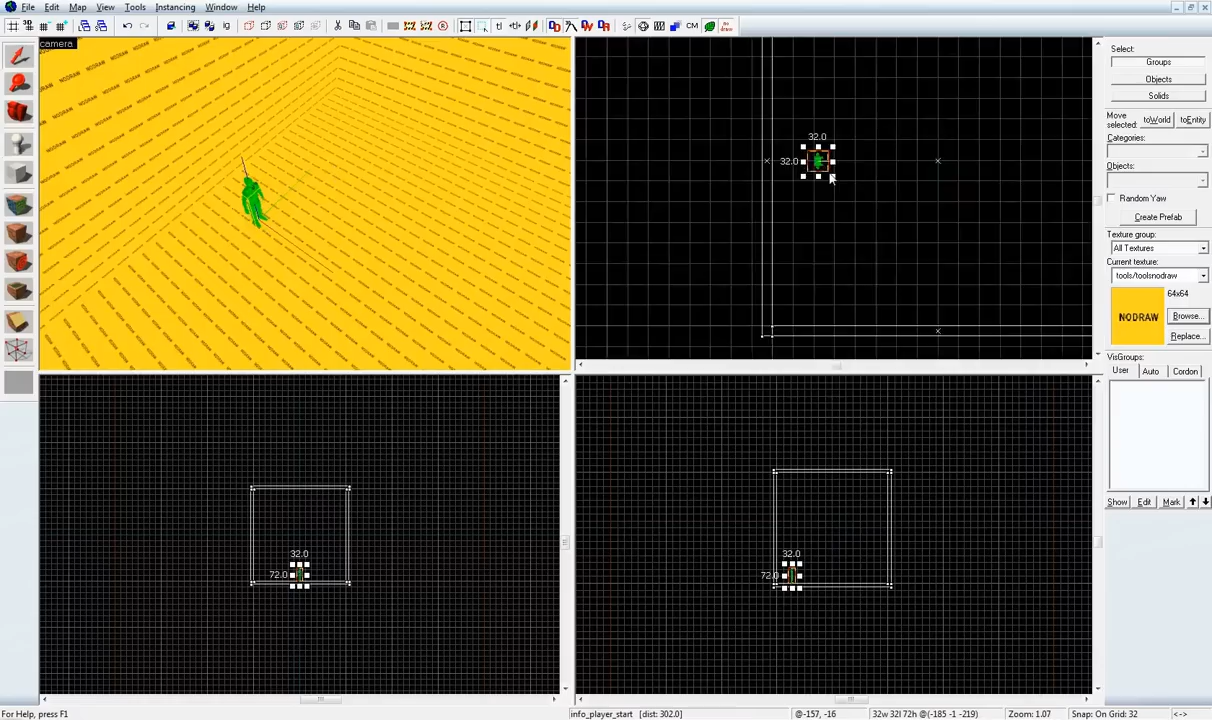 File Edit Map View Tools Instancing Window Help
camera
Select:
Groups
Objects
Solids
Move selected: toWorld toEntity
Categories:
Objects:
Random Yaw
Create Prefab
Texture group:
All Textures
Current texture:
tools/toolsnodraw
64x64
NODRAW
Browse...
Replace...
VisGroups:
User Auto Cordon
Show Edit Mark
32.0
32.0
32.0
72.0
32.0
72.0
For Help, press F1
info_player_start [dist: 302.0]
@-157, -16
32w 32l 72h @(-185 -1 -219)
Zoom: 1.07
Snap: On Grid: 32
<->